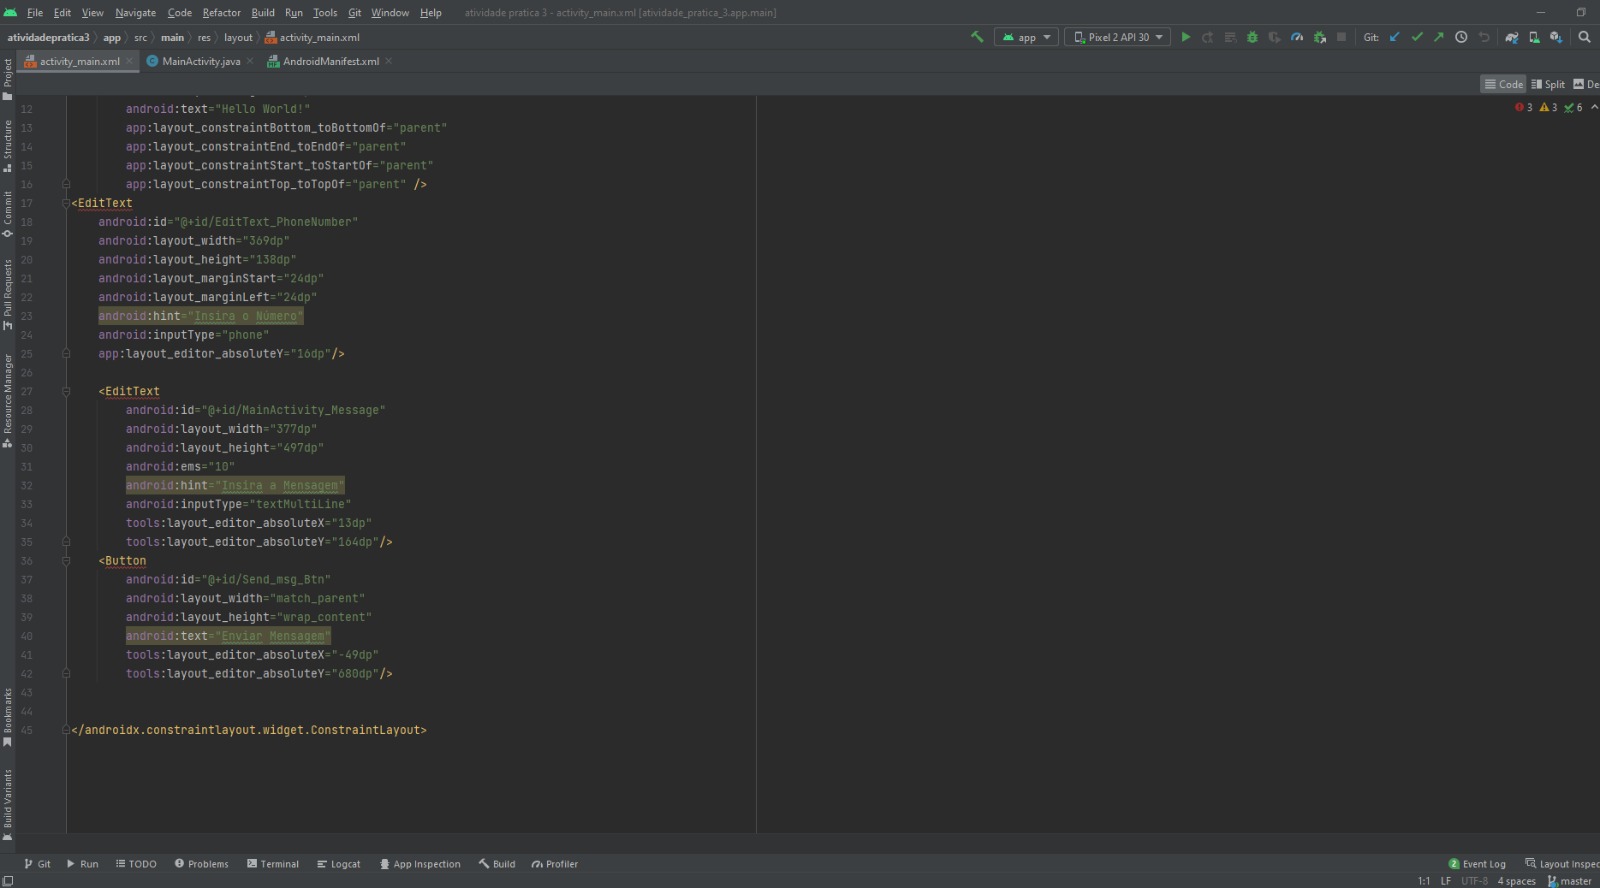 File Edit View Navigate Code Refactor Build Run Tools Git Window Help atividade pratica 3 - activity_main.xml [atividade_pratica_3.app.main]
atividadepratica3 app src main res layout activity_main.xml app Pixel 2 API 30 Git:
activity_main.xml MainActivity.java AndroidManifest.xml
Code Split De
3 3 6
12 android:text="Hello World!"
13 app:layout_constraintBottom_toBottomOf="parent"
14 app:layout_constraintEnd_toEndOf="parent"
15 app:layout_constraintStart_toStartOf="parent"
16 app:layout_constraintTop_toTopOf="parent" />
17 <EditText
18 android:id="@+id/EditText_PhoneNumber"
19 android:layout_width="369dp"
20 android:layout_height="138dp"
21 android:layout_marginStart="24dp"
22 android:layout_marginLeft="24dp"
23 android:hint="Insira o Número"
24 android:inputType="phone"
25 app:layout_editor_absoluteY="16dp"/>
26
27 <EditText
28 android:id="@+id/MainActivity_Message"
29 android:layout_width="377dp"
30 android:layout_height="497dp"
31 android:ems="10"
32 android:hint="Insira a Mensagem"
33 android:inputType="textMultiLine"
34 tools:layout_editor_absoluteX="13dp"
35 tools:layout_editor_absoluteY="164dp"/>
36 <Button
37 android:id="@+id/Send_msg_Btn"
38 android:layout_width="match_parent"
39 android:layout_height="wrap_content"
40 android:text="Enviar Mensagem"
41 tools:layout_editor_absoluteX="-49dp"
42 tools:layout_editor_absoluteY="680dp"/>
43
44
45 </androidx.constraintlayout.widget.ConstraintLayout>
Project
Structure
Commit
Pull Requests
Resource Manager
Bookmarks
Build Variants
Git Run TODO Problems Terminal Logcat App Inspection Build Profiler 2 Event Log Layout Inspec
1:1 LF UTF-8 4 spaces master